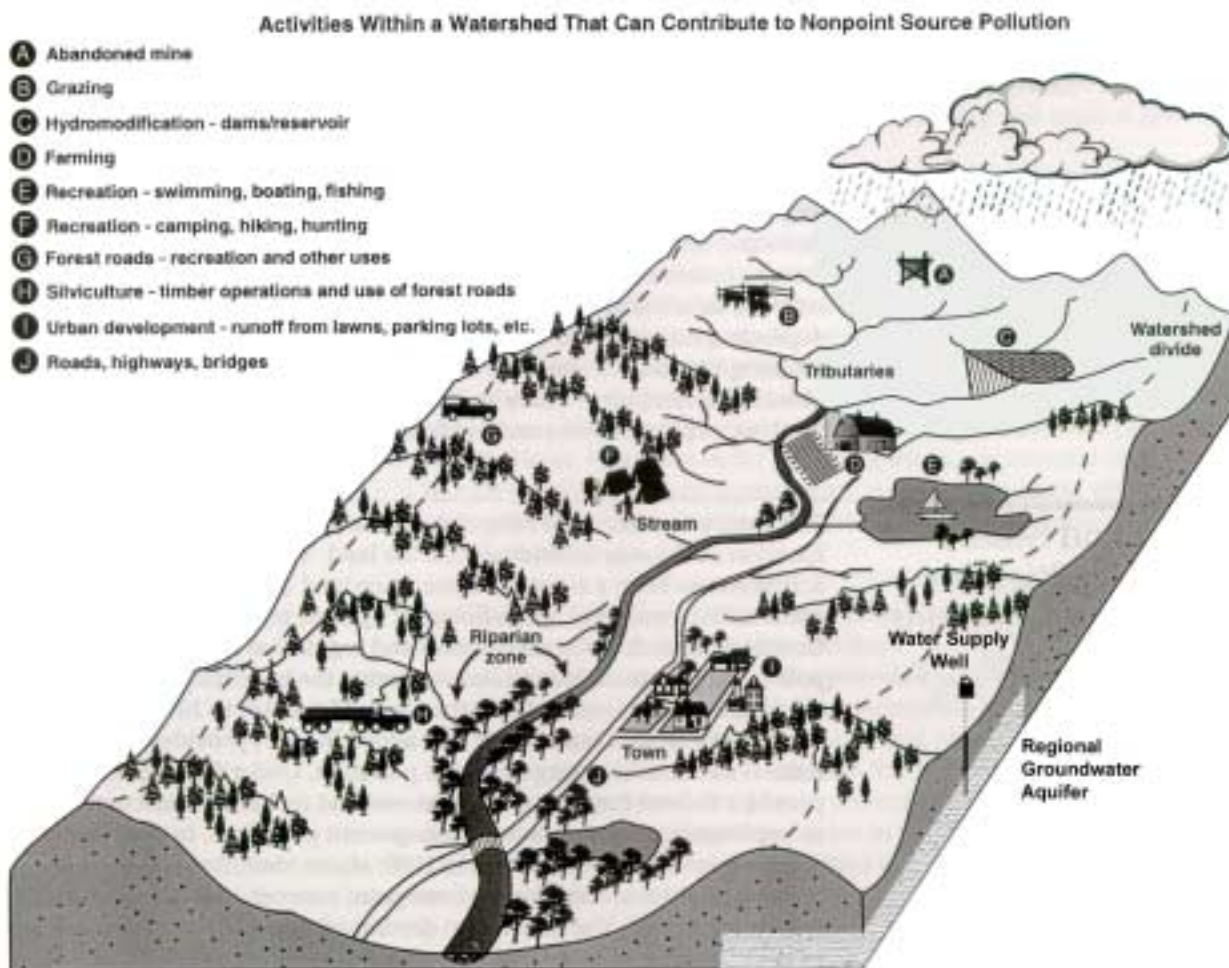 Activities Within a Watershed That Can Contribute to Nonpoint Source Pollution
A Abandoned mine
B Grazing
C Hydromodification - dams/reservoir
D Farming
E Recreation - swimming, boating, fishing
F Recreation - camping, hiking, hunting
G Forest roads - recreation and other uses
H Silviculture - timber operations and use of forest roads
I Urban development - runoff from lawns, parking lots, etc.
J Roads, highways, bridges
A
B
C
Watershed
divide
Tributaries
G
F
D
E
Stream
Riparian
zone
Water Supply
Well
I
H
Town
J
Regional
Groundwater
Aquifer